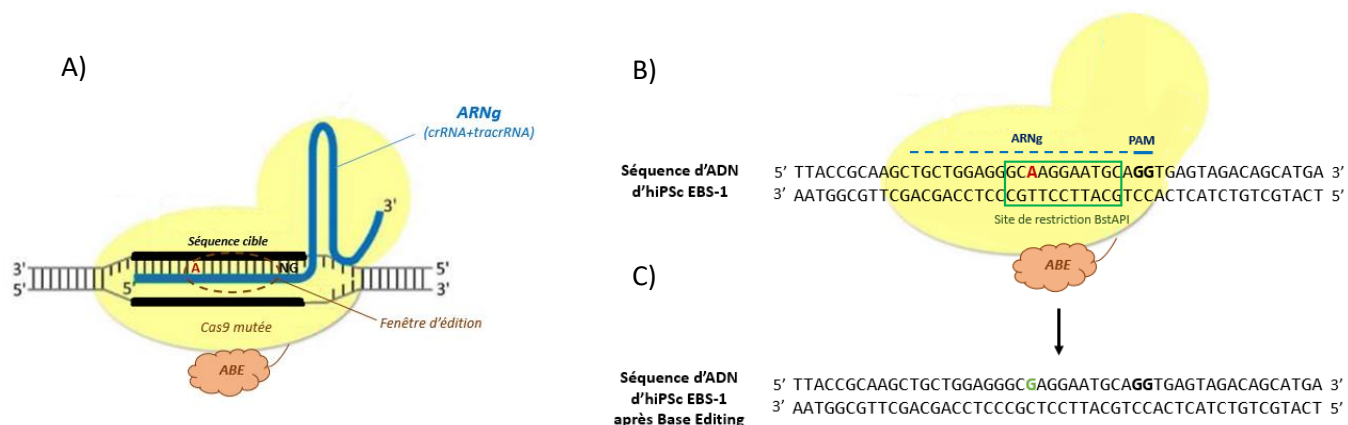 A)
ARNg
(crRNA+tracrRNA)
3'
Séquence cible
3' A NG 5'
5' 5' 3'
Cas9 mutée
Fenêtre d'édition
ABE
B)
ARNg PAM
Séquence d'ADN
d'hiPSc EBS-1
5' TTACCGCAAGCTGCTGGAGGGCAAGGAATGCAGGTGAGTAGACAGCATGA 3'
3' AATGGCGTTCGACGACCTCCCGTTCCTTACGTCCACTCATCTGTCGTACT 5'
Site de restriction BstAPI
ABE
C)
Séquence d'ADN
d'hiPSc EBS-1
après Base Editing
5' TTACCGCAAGCTGCTGGAGGGCGAGGAATGCAGGTGAGTAGACAGCATGA 3'
3' AATGGCGTTCGACGACCTCCCGCTCCTTACGTCCACTCATCTGTCGTACT 5'